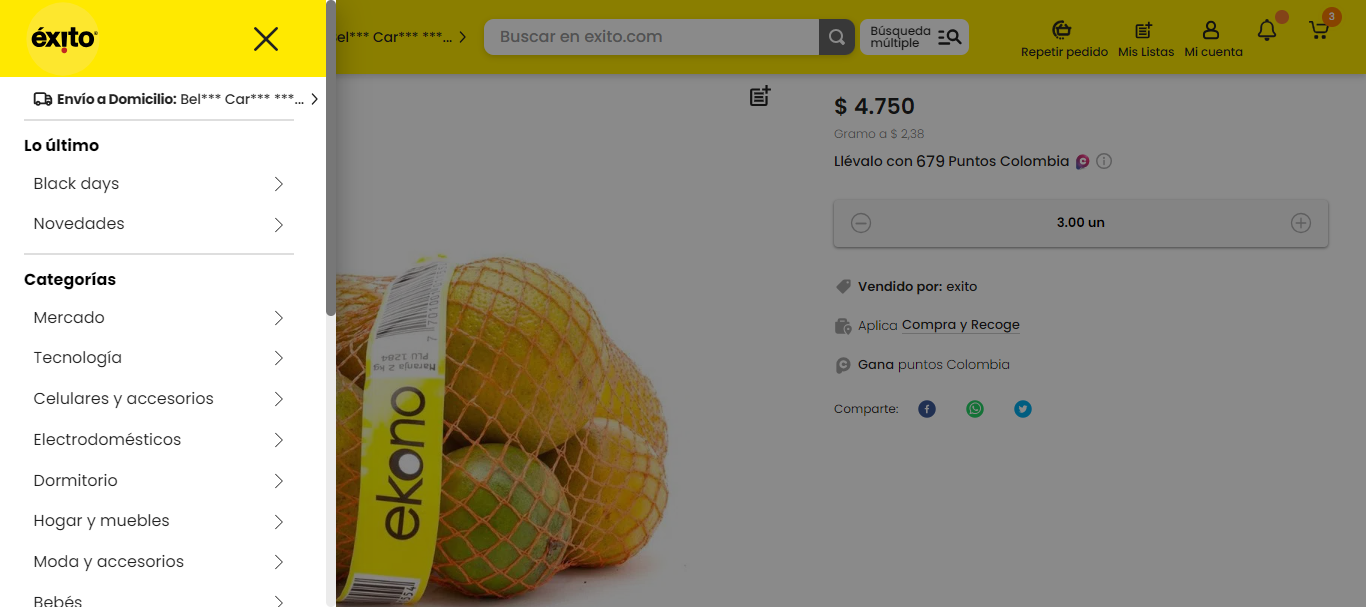 éxito
Envío a Domicilio: Bel*** Car*** ***...
Lo último
Black days
Novedades
Categorías
Mercado
Tecnología
Celulares y accesorios
Electrodomésticos
Dormitorio
Hogar y muebles
Moda y accesorios
Bebés
el*** Car*** ***...
Buscar en exito.com
Búsqueda
múltiple
Repetir pedido
Mis Listas
Mi cuenta
3
Naranja 2 kg
PLU 1284
ekono
$ 4.750
Gramo a $ 2,38
Llévalo con 679 Puntos Colombia
3.00 un
Vendido por: exito
Aplica Compra y Recoge
Gana puntos Colombia
Comparte: